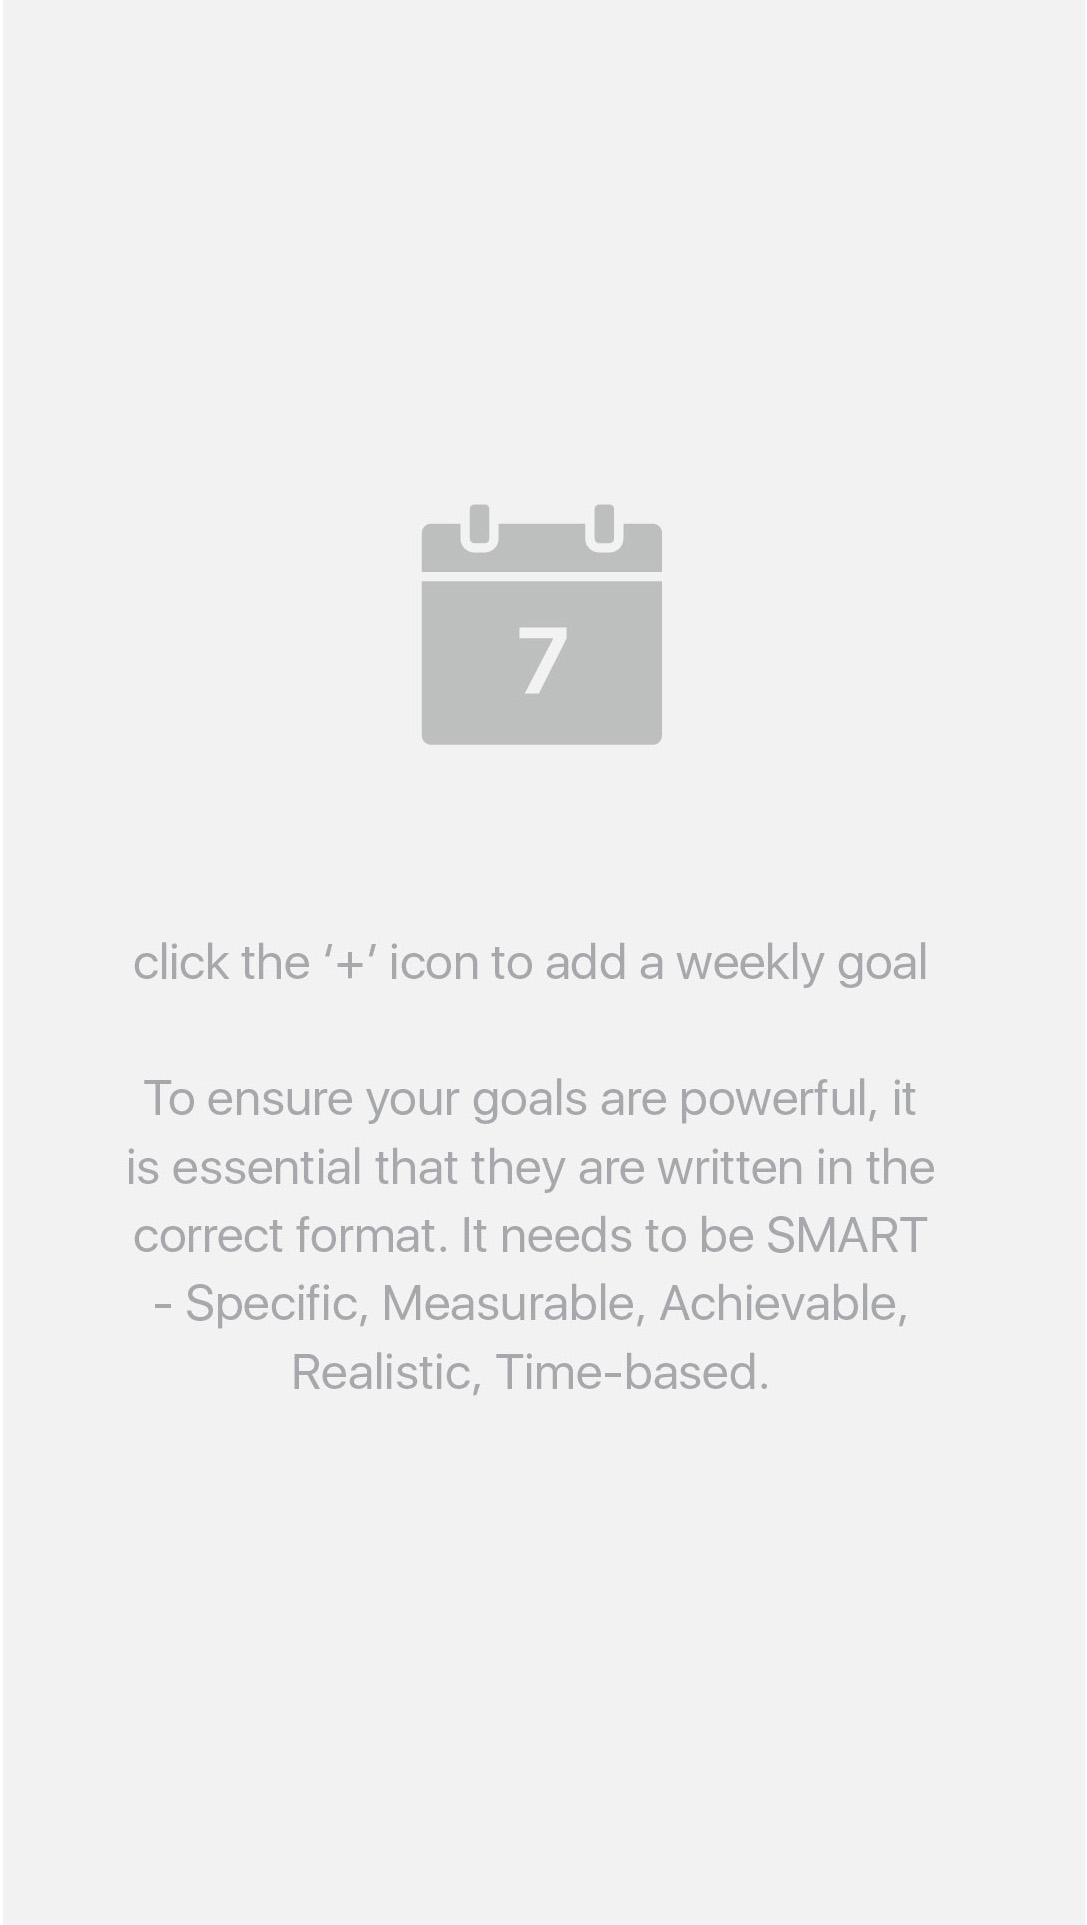 7
click the ‘+’ icon to add a weekly goal
To ensure your goals are powerful, it
is essential that they are written in the
correct format. It needs to be SMART
- Specific, Measurable, Achievable,
Realistic, Time-based.